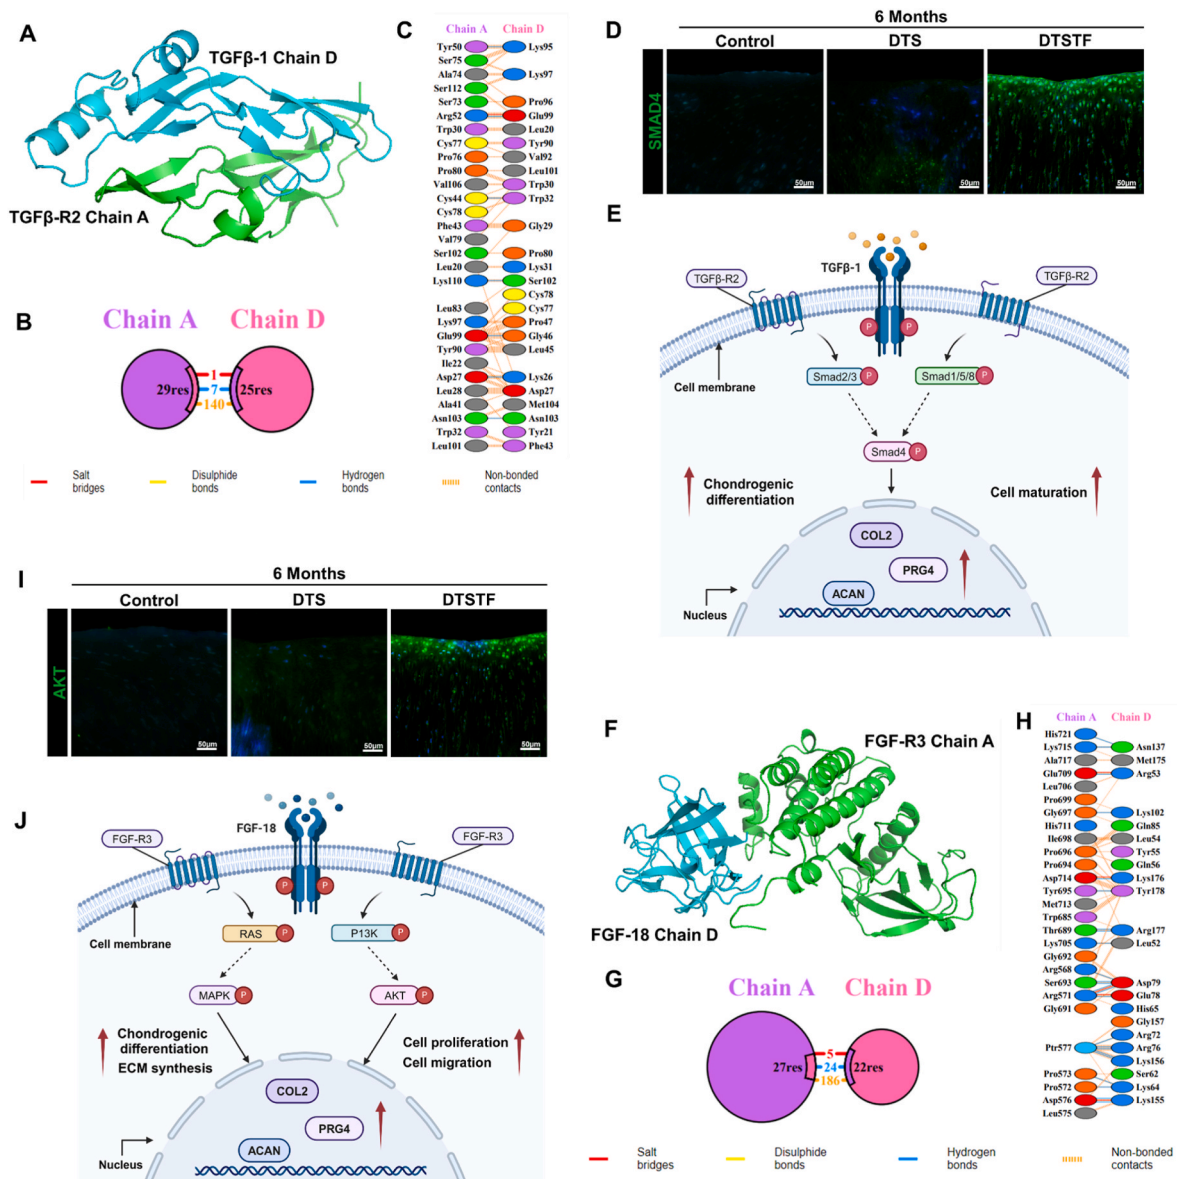 A
TGFβ-1 Chain D
TGFβ-R2 Chain A
B
Chain A Chain D
29res
1
7
140
25res
Salt
bridges
Disulphide
bonds
Hydrogen
bonds
Non-bonded
contacts
C
Chain A Chain D
Tyr50 Lys95
Ser75
Ala74 Lys97
Ser112
Ser73 Pro96
Arg52 Glu99
Trp30 Leu20
Cys77 Tyr90
Pro76 Val92
Pro80 Leu101
Val106 Trp30
Cys44 Trp32
Cys78
Phe43 Gly29
Val79
Ser102 Pro80
Leu20 Lys31
Lys110 Ser102
Cys78
Leu83 Cys77
Lys97 Pro47
Glu99 Gly46
Tyr90 Leu45
Ile22
Asp27 Lys26
Leu28 Asp27
Ala41 Met104
Asn103 Asn103
Trp32 Tyr21
Leu101 Phe43
D
6 Months
Control DTS DTSTF
SMAD4
50µm 50µm 50µm
E
TGFβ-R2
TGFβ-1
TGFβ-R2
P P
Cell membrane
Smad2/3 P
Smad1/5/8 P
Smad4 P
Chondrogenic
differentiation
Cell maturation
COL2
PRG4
ACAN
Nucleus
I
6 Months
Control DTS DTSTF
AKT
50µm 50µm 50µm
J
FGF-R3
FGF-18
FGF-R3
P P
Cell membrane
RAS P
P13K P
MAPK P
AKT P
Chondrogenic
differentiation
ECM synthesis
Cell proliferation
Cell migration
COL2
PRG4
ACAN
Nucleus
F
FGF-R3 Chain A
FGF-18 Chain D
G
Chain A Chain D
27res
5
24
186
22res
Salt
bridges
Disulphide
bonds
Hydrogen
bonds
Non-bonded
contacts
H
Chain A Chain D
His721
Lys715 Asn137
Ala717 Met175
Glu709 Arg53
Leu706
Pro699
Gly697 Lys102
His711 Gln85
Ile698 Leu54
Pro696 Tyr55
Pro694 Gln56
Asp714 Lys176
Tyr695 Tyr178
Met713
Trp685
Thr689 Arg177
Lys705 Leu52
Gly692
Arg568
Ser693 Asp79
Arg571 Glu78
Gly691 His65
Gly157
Arg72
Ptr577 Arg76
Lys156
Pro573 Ser62
Pro572 Lys64
Asp576 Lys155
Leu575